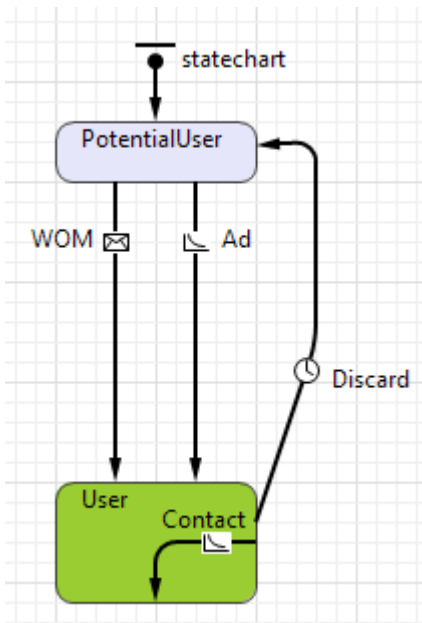 statechart
PotentialUser
WOM
Ad
Discard
User
Contact